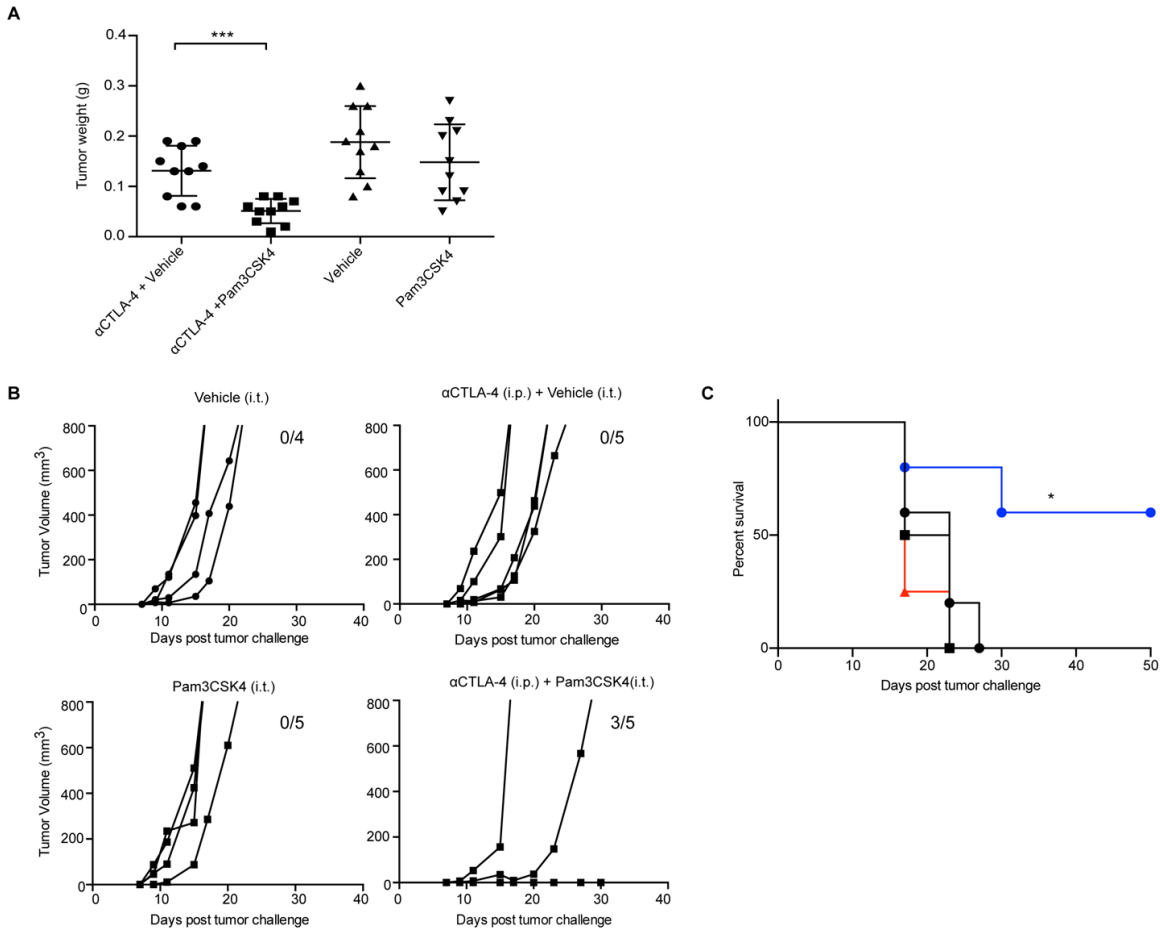 A
***
0.4
0.3
0.2
0.1
0.0
Tumor weight (g)
αCTLA-4 + Vehicle
αCTLA-4 +Pam3CSK4
Vehicle
Pam3CSK4
B
Vehicle (i.t.)
0/4
800
600
400
200
0
Tumor Volume (mm³)
0 10 20 30 40
Days post tumor challenge
αCTLA-4 (i.p.) + Vehicle (i.t.)
0/5
800
600
400
200
0
0 10 20 30 40
Days post tumor challenge
Pam3CSK4 (i.t.)
0/5
800
600
400
200
0
Tumor Volume (mm³)
0 10 20 30 40
Days post tumor challenge
αCTLA-4 (i.p.) + Pam3CSK4(i.t.)
3/5
800
600
400
200
0
0 10 20 30 40
Days post tumor challenge
C
100
50
0
Percent survival
*
0 10 20 30 40 50
Days post tumor challenge